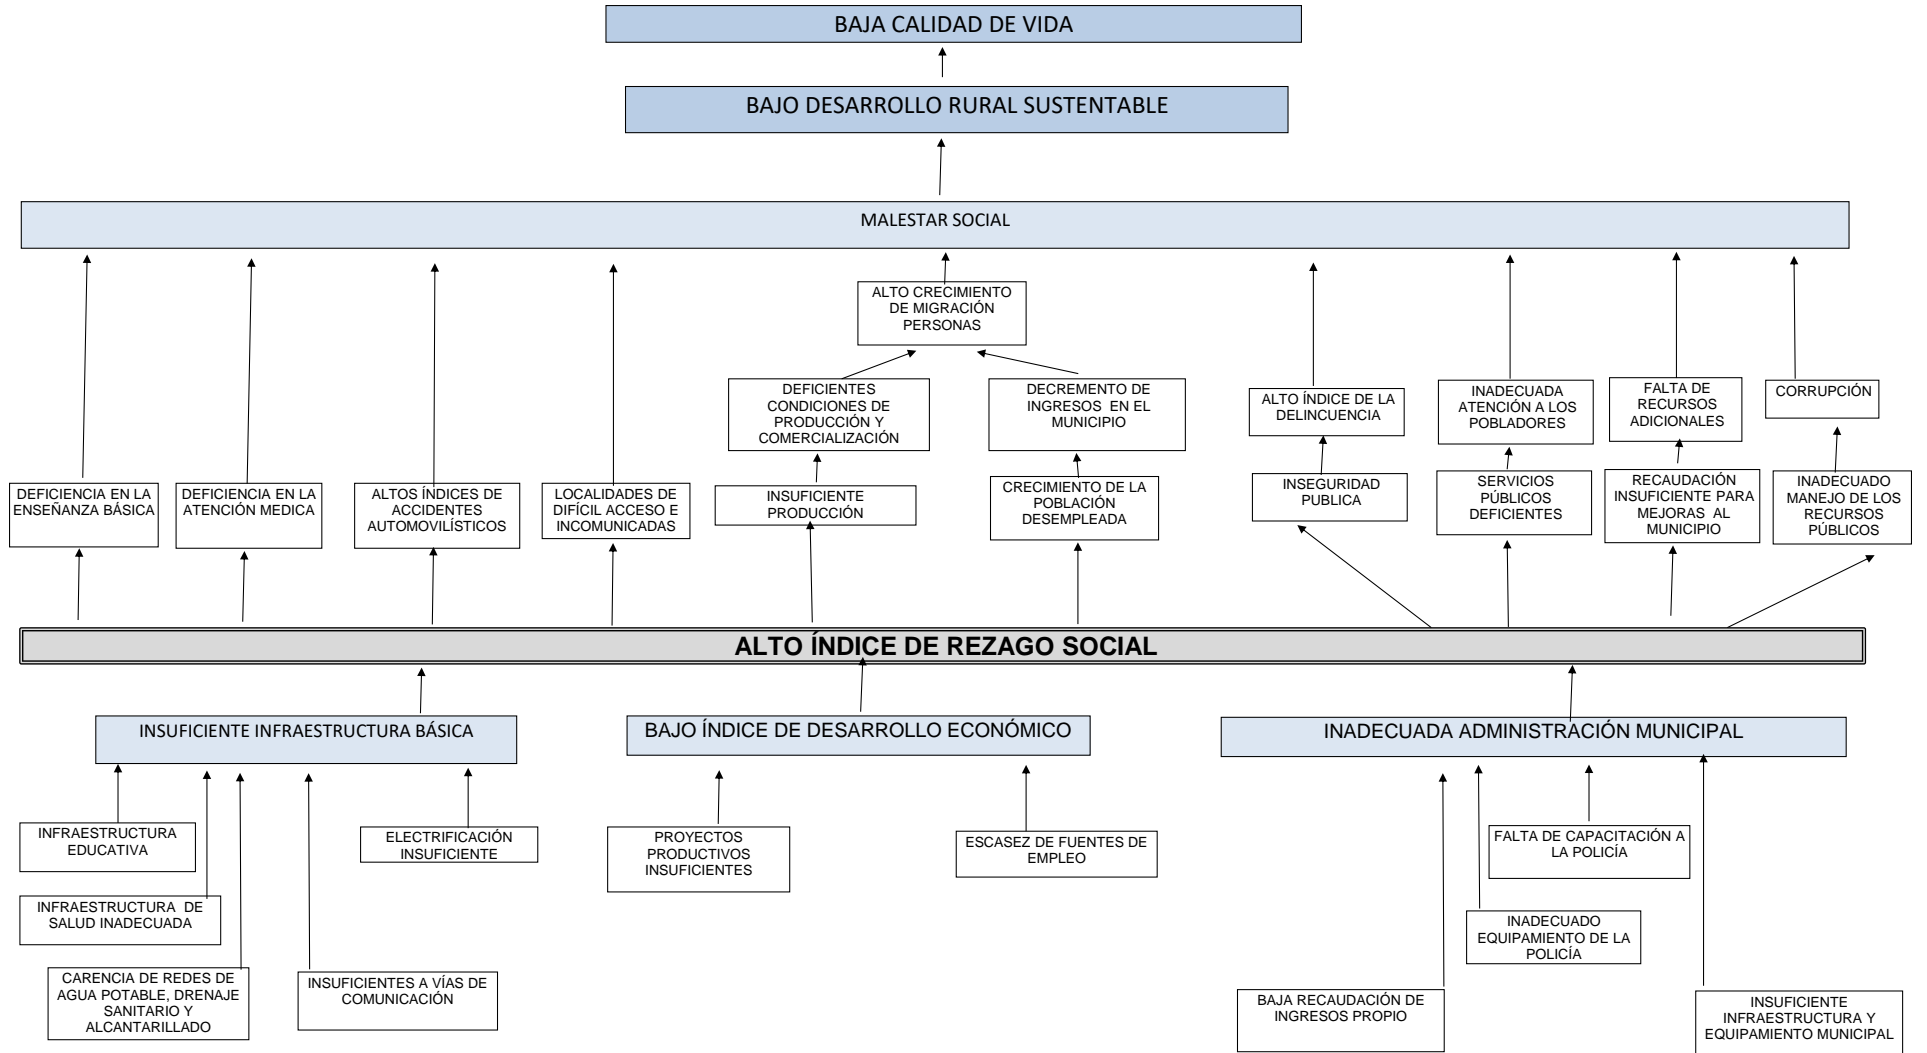 BAJA CALIDAD DE VIDA
BAJO DESARROLLO RURAL SUSTENTABLE
MALESTAR SOCIAL
ALTO CRECIMIENTO
DE MIGRACIÓN
PERSONAS
DEFICIENTES
CONDICIONES DE
PRODUCCIÓN Y
COMERCIALIZACIÓN
DECREMENTO DE
INGRESOS EN EL
MUNICIPIO
ALTO ÍNDICE DE LA
DELINCUENCIA
INADECUADA
ATENCIÓN A LOS
POBLADORES
FALTA DE
RECURSOS
ADICIONALES
CORRUPCIÓN
DEFICIENCIA EN LA
ENSEÑANZA BÁSICA
DEFICIENCIA EN LA
ATENCIÓN MEDICA
ALTOS ÍNDICES DE
ACCIDENTES
AUTOMOVILÍSTICOS
LOCALIDADES DE
DIFÍCIL ACCESO E
INCOMUNICADAS
INSUFICIENTE
PRODUCCIÓN
CRECIMIENTO DE LA
POBLACIÓN
DESEMPLEADA
INSEGURIDAD
PUBLICA
SERVICIOS
PÚBLICOS
DEFICIENTES
RECAUDACIÓN
INSUFICIENTE PARA
MEJORAS AL
MUNICIPIO
INADECUADO
MANEJO DE LOS
RECURSOS
PÚBLICOS
ALTO ÍNDICE DE REZAGO SOCIAL
INSUFICIENTE INFRAESTRUCTURA BÁSICA
BAJO ÍNDICE DE DESARROLLO ECONÓMICO
INADECUADA ADMINISTRACIÓN MUNICIPAL
INFRAESTRUCTURA
EDUCATIVA
ELECTRIFICACIÓN
INSUFICIENTE
PROYECTOS
PRODUCTIVOS
INSUFICIENTES
ESCASEZ DE FUENTES DE
EMPLEO
FALTA DE CAPACITACIÓN A
LA POLICÍA
INFRAESTRUCTURA DE
SALUD INADECUADA
INADECUADO
EQUIPAMIENTO DE LA
POLICÍA
CARENCIA DE REDES DE
AGUA POTABLE, DRENAJE
SANITARIO Y
ALCANTARILLADO
INSUFICIENTES A VÍAS DE
COMUNICACIÓN
BAJA RECAUDACIÓN DE
INGRESOS PROPIO
INSUFICIENTE
INFRAESTRUCTURA Y
EQUIPAMIENTO MUNICIPAL